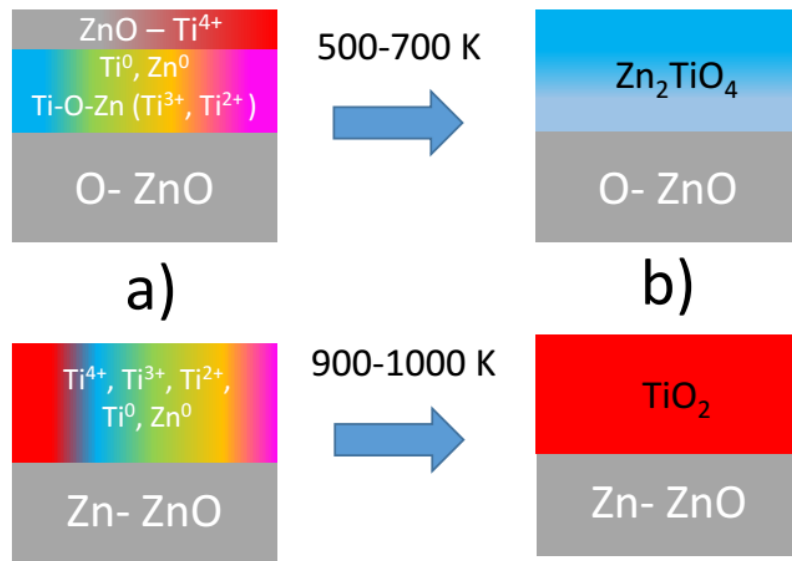 ZnO – Ti⁴⁺
Ti⁰, Zn⁰
Ti-O-Zn (Ti³⁺, Ti²⁺ )
O- ZnO
500-700 K
Zn₂TiO₄
O- ZnO
a)
b)
Ti⁴⁺, Ti³⁺, Ti²⁺,
Ti⁰, Zn⁰
Zn- ZnO
900-1000 K
TiO₂
Zn- ZnO